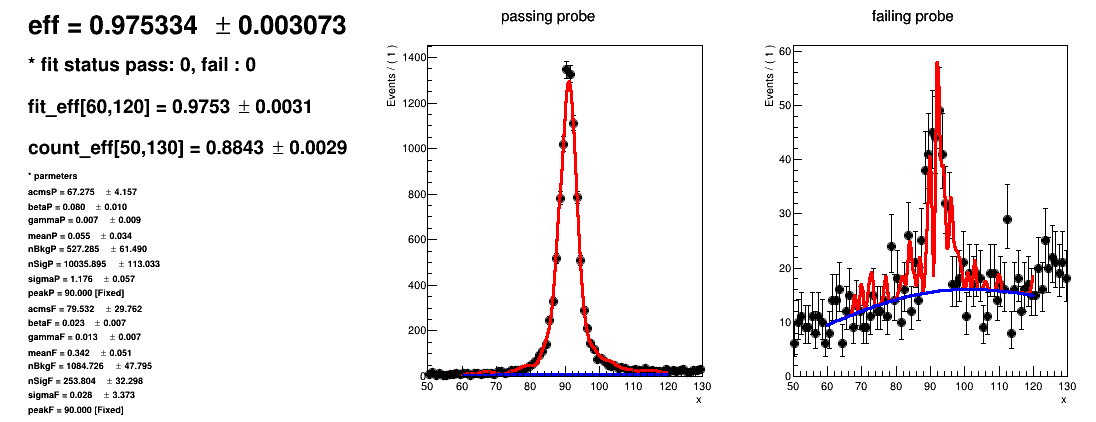 eff = 0.975334 ± 0.003073
* fit status pass: 0, fail : 0
fit_eff[60,120] = 0.9753 ± 0.0031
count_eff[50,130] = 0.8843 ± 0.0029
* parmeters
acmsP = 67.275 ± 4.157
betaP = 0.080 ± 0.010
gammaP = 0.007 ± 0.009
meanP = 0.055 ± 0.034
nBkgP = 527.285 ± 61.490
nSigP = 10035.895 ± 113.033
sigmaP = 1.176 ± 0.057
peakP = 90.000 [Fixed]
acmsF = 79.532 ± 29.762
betaF = 0.023 ± 0.007
gammaF = 0.013 ± 0.007
meanF = 0.342 ± 0.051
nBkgF = 1084.726 ± 47.795
nSigF = 253.804 ± 32.298
sigmaF = 0.028 ± 3.373
peakF = 90.000 [Fixed]
passing probe
Events / ( 1 )
1400
1200
1000
800
600
400
200
0
50 60 70 80 90 100 110 120 130
x
failing probe
Events / ( 1 )
60
50
40
30
20
10
0
50 60 70 80 90 100 110 120 130
x